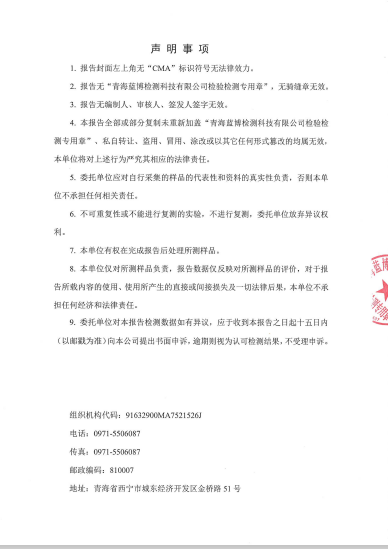 声 明 事 项
1. 报告封面左上角无“CMA”标识符号无法律效力。
2. 报告无“青海蓝博检测科技有限公司检验检测专用章”，无骑缝章无效。
3. 报告无编制人、审核人、签发人签字无效。
4. 本报告全部或部分复制未重新加盖“青海蓝博检测科技有限公司检验检
测专用章”、私自转让、盗用、冒用、涂改或以其它任何形式篡改的均属无效，
本单位将对上述行为严究其相应的法律责任。
5. 委托单位应对自行采集的样品的代表性和资料的真实性负责，否则本单
位不承担任何相关责任。
6. 不可重复性或不能进行复测的实验，不进行复测，委托单位放弃异议权
利。
7. 本单位有权在完成报告后处理所测样品。
8. 本单位仅对所测样品负责，报告数据仅反映对所测样品的评价，对于报
告所载内容的使用、使用所产生的直接或间接损失及一切法律后果，本单位不承
担任何经济和法律责任。
9. 委托单位对本报告检测数据如有异议，应于收到本报告之日起十五日内
（以邮戳为准）向本公司提出书面申诉，逾期则视为认可检测结果，不受理申诉。
组织机构代码：91632900MA7521526J
电话：0971-5506087
传真：0971-5506087
邮政编码：810007
地址：青海省西宁市城东经济开发区金桥路 51 号